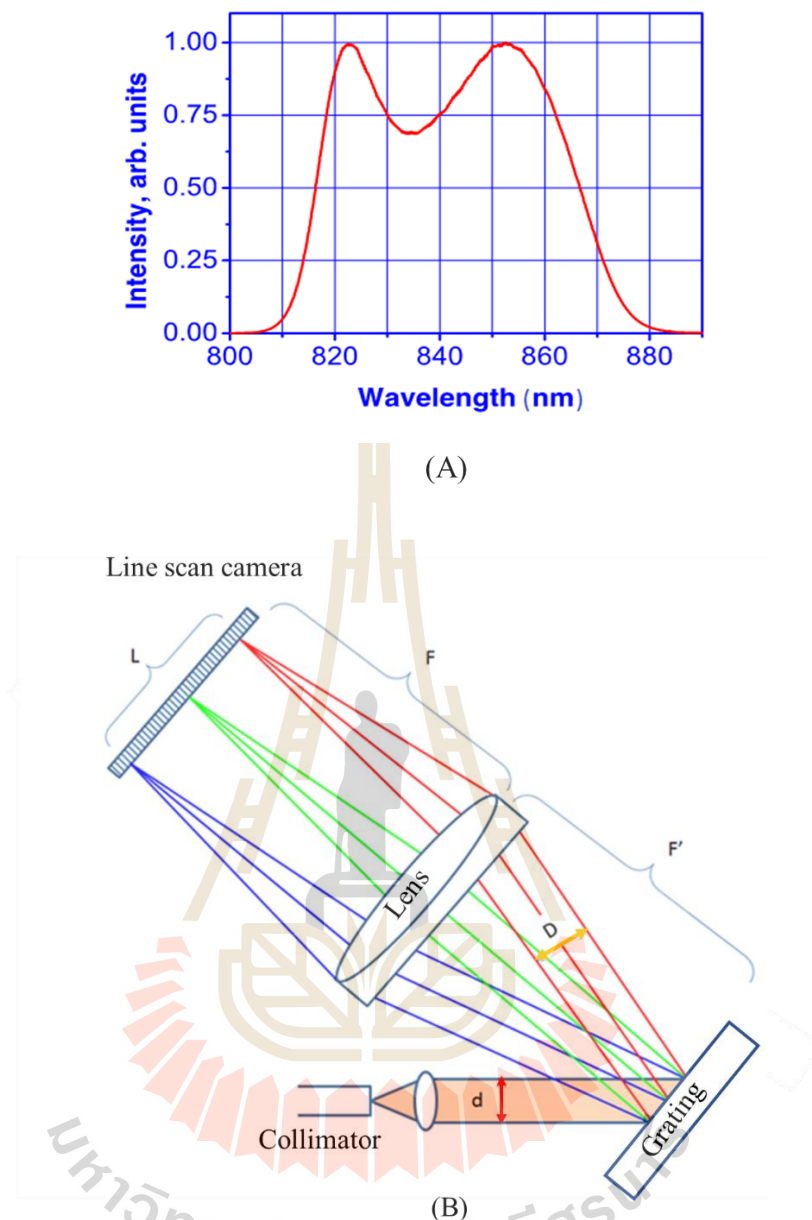 1.00
0.75
0.50
0.25
0.00
Intensity, arb. units
800 820 840 860 880
Wavelength (nm)
(A)
Line scan camera
L
F
F'
Lens
D
d
Collimator
Grating
(B)